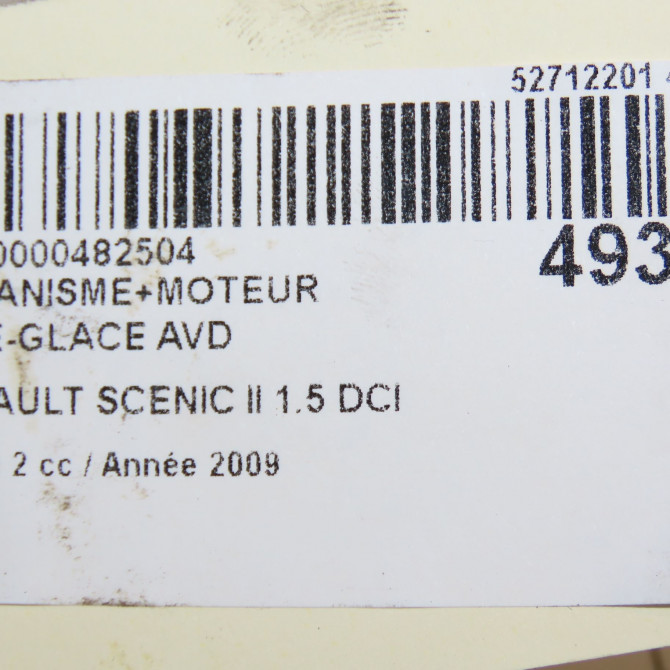 52712201
0000482504
493
ANISME+MOTEUR
E-GLACE AVD
AULT SCENIC II 1.5 DCI
2 cc / Année 2009